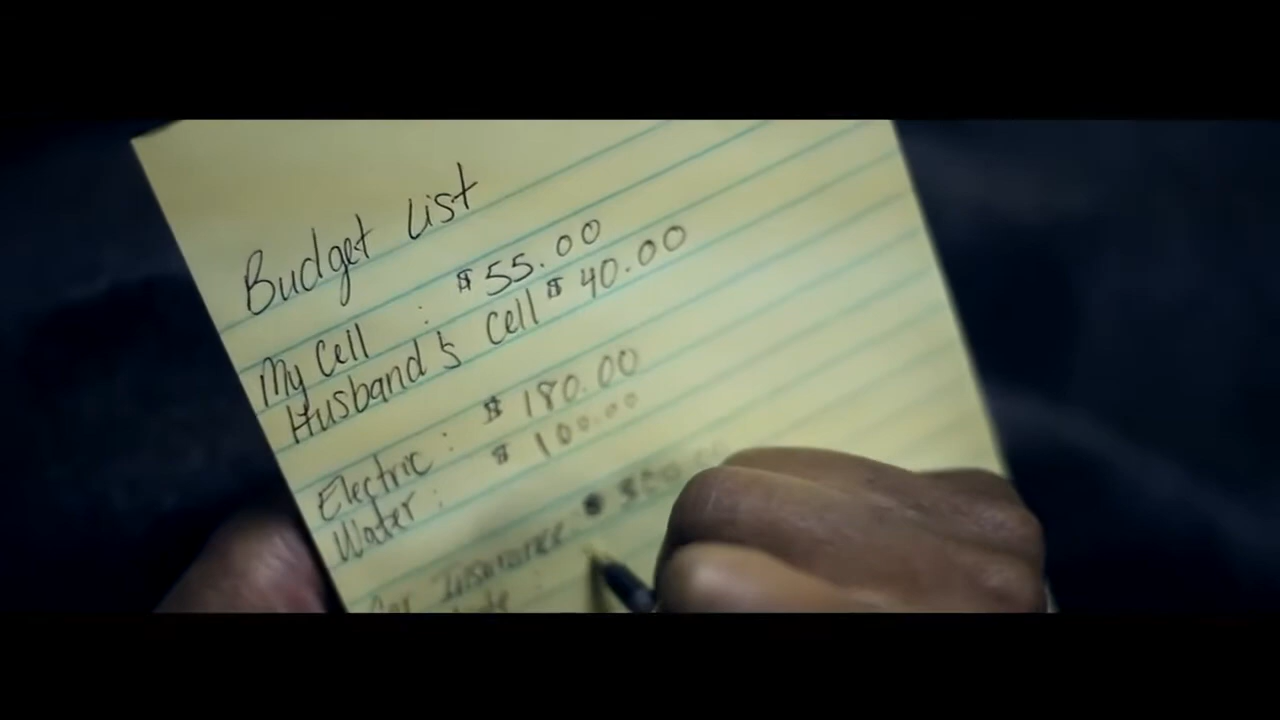 Budget List
My Cell : $55.00
Husband's Cell $40.00
Electric : $180.00
Water : $100.00
Car Insurance